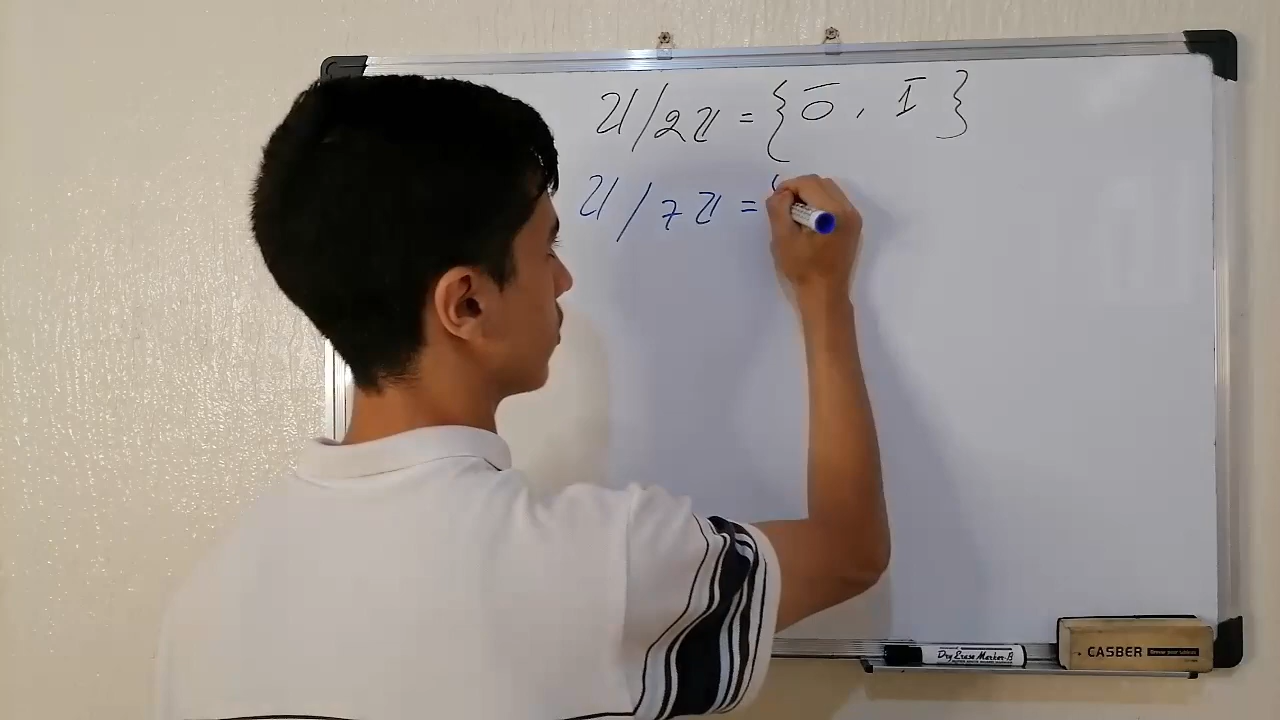 ℤ/2ℤ = {0̄, 1̄}
ℤ/7ℤ = {
Dry Erase Marker-B
CASBER